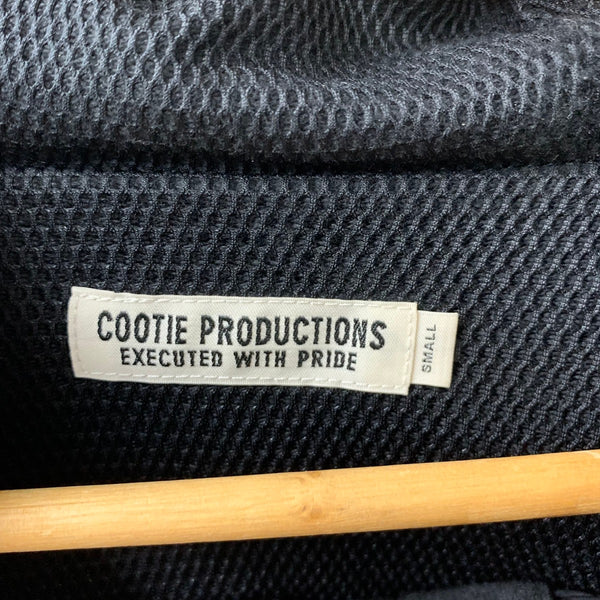 COOTIE PRODUCTIONS
EXECUTED WITH PRIDE
SMALL